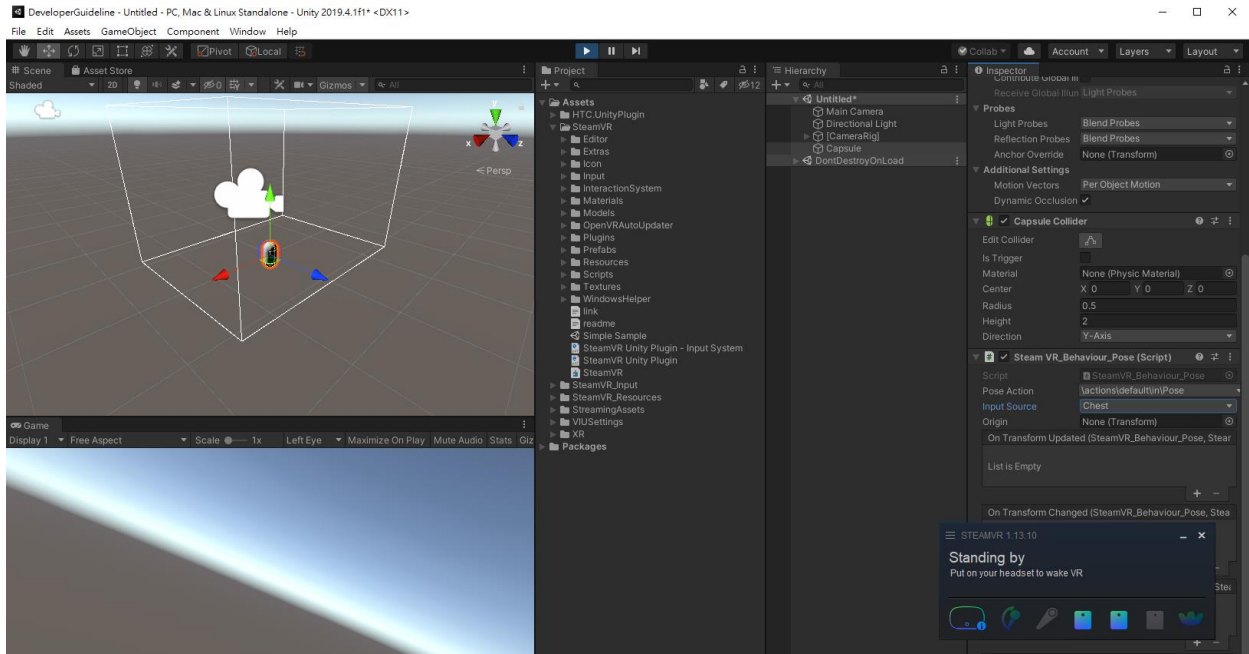 DeveloperGuideline - Untitled - PC, Mac & Linux Standalone - Unity 2019.4.1f1* <DX11>
File Edit Assets GameObject Component Window Help
Pivot Local Collab Account Layers Layout
Scene Asset Store
Shaded 2D 0 Gizmos All
y
x z
Persp
Game
Display 1 Free Aspect Scale 1x Left Eye Maximize On Play Mute Audio Stats Giz
Project
12
Assets
HTC.UnityPlugin
SteamVR
Editor
Extras
Icon
Input
InteractionSystem
Materials
Models
OpenVRAutoUpdater
Plugins
Prefabs
Resources
Scripts
Textures
WindowsHelper
link
readme
Simple Sample
SteamVR Unity Plugin - Input System
SteamVR Unity Plugin
SteamVR
SteamVR_Input
SteamVR_Resources
StreamingAssets
VIUSettings
XR
Packages
Hierarchy
All
Untitled*
Main Camera
Directional Light
[CameraRig]
Capsule
DontDestroyOnLoad
Inspector
Contribute Global Ill
Receive Global Illun Light Probes
Probes
Light Probes Blend Probes
Reflection Probes Blend Probes
Anchor Override None (Transform)
Additional Settings
Motion Vectors Per Object Motion
Dynamic Occlusion
Capsule Collider
Edit Collider
Is Trigger
Material None (Physic Material)
Center X 0 Y 0 Z 0
Radius 0.5
Height 2
Direction Y-Axis
Steam VR_Behaviour_Pose (Script)
Script SteamVR_Behaviour_Pose
Pose Action \actions\default\in\Pose
Input Source Chest
Origin None (Transform)
On Transform Updated (SteamVR_Behaviour_Pose, Stear
List is Empty
On Transform Changed (SteamVR_Behaviour_Pose, Stea
STEAMVR 1.13.10
Standing by
Put on your headset to wake VR
Stea